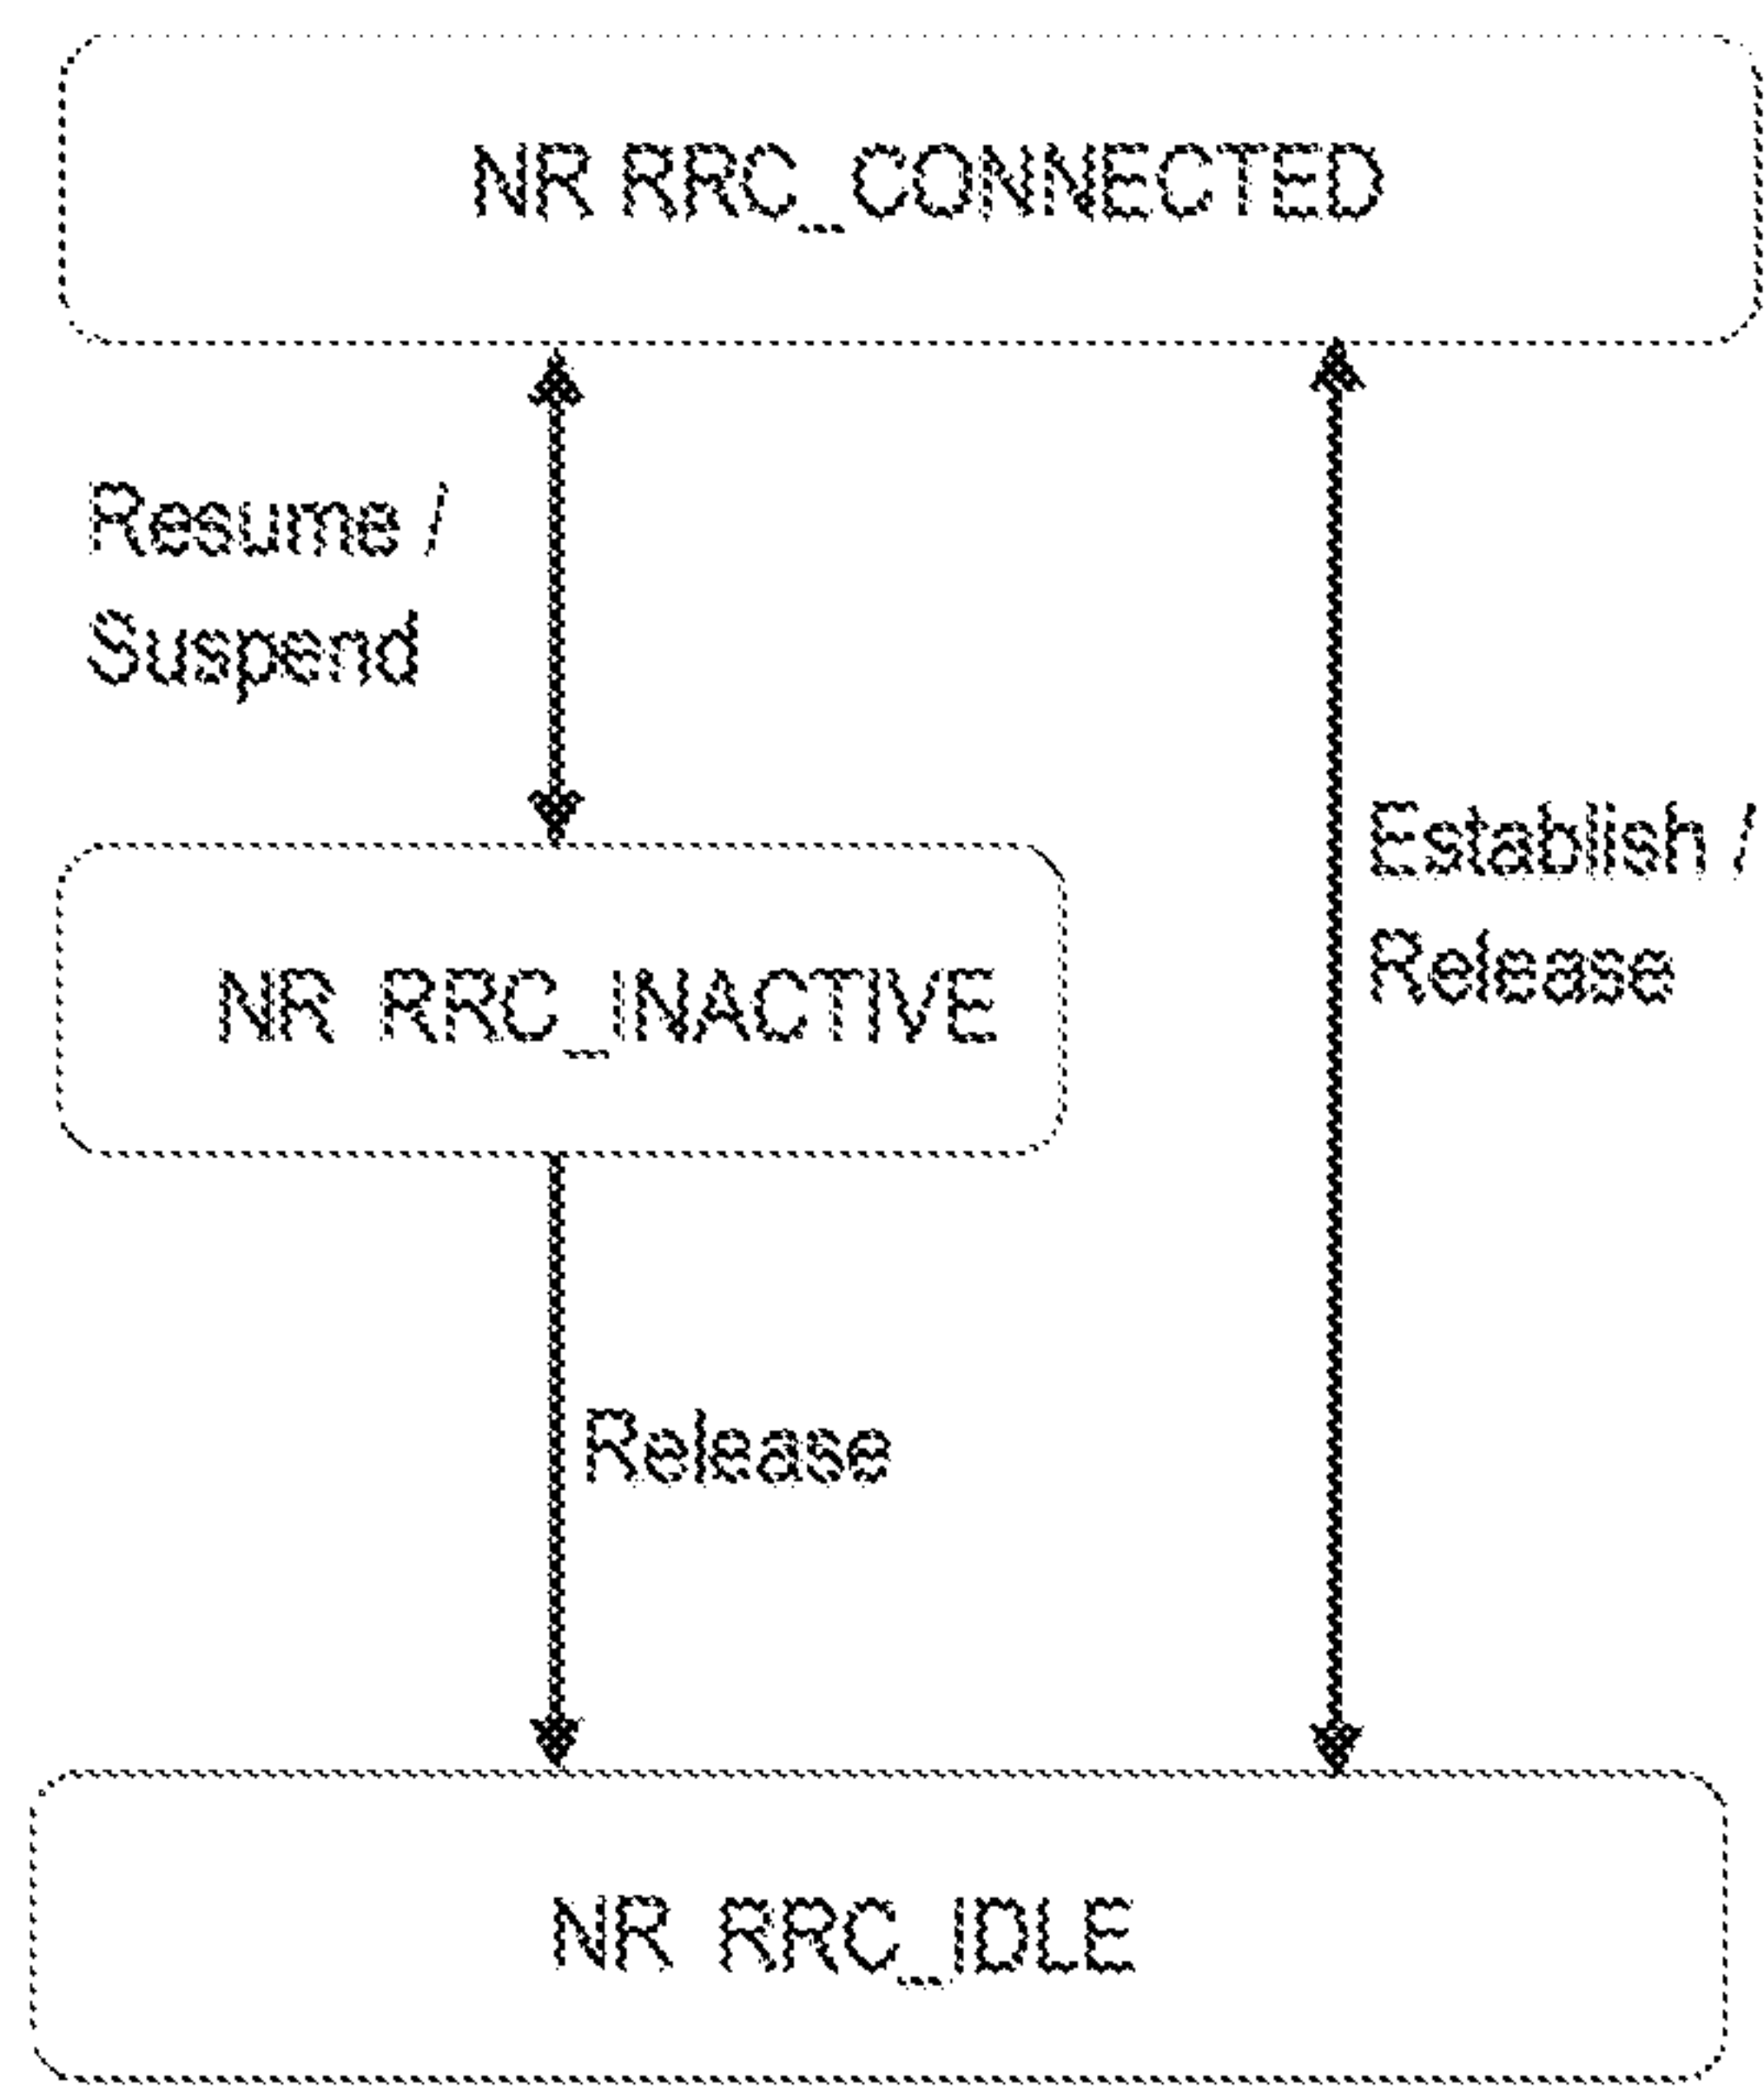 NR RRC_CONNECTED
Resume /
Suspend
Establish /
Release
NR RRC_INACTIVE
Release
NR RRC_IDLE